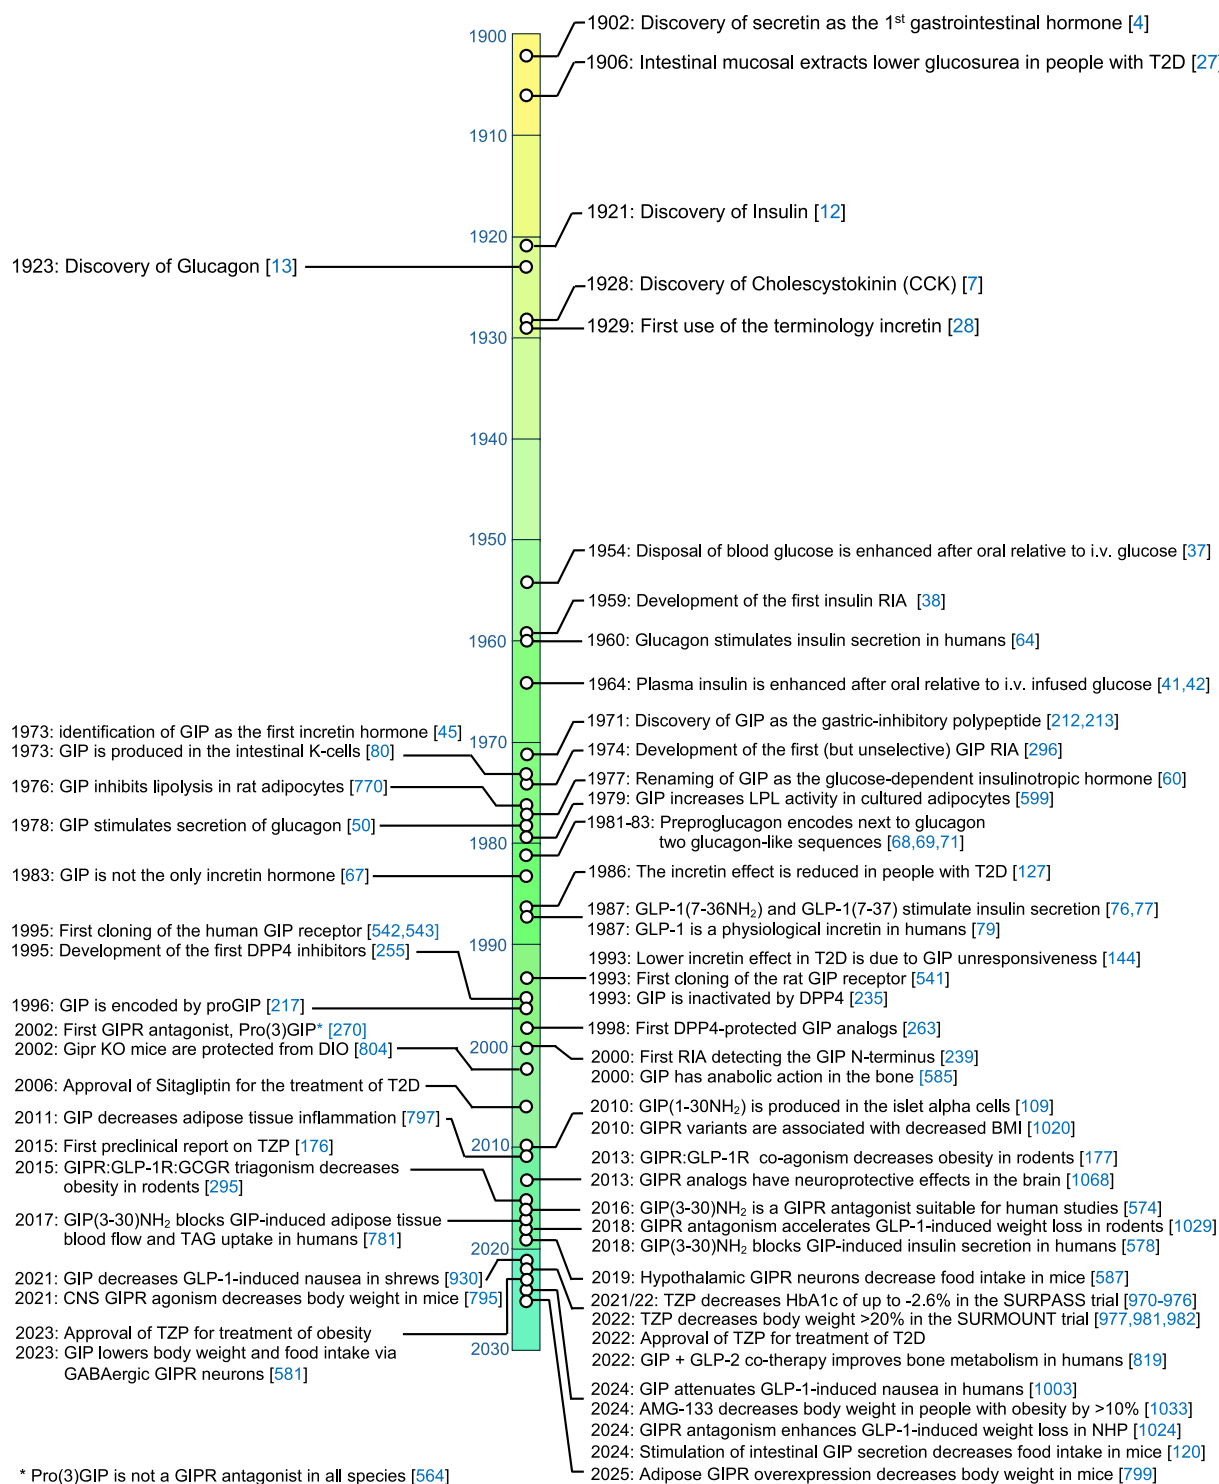 1902: Discovery of secretin as the 1st gastrointestinal hormone [4]
1900
1906: Intestinal mucosal extracts lower glucosurea in people with T2D [27]
1910
1921: Discovery of Insulin [12]
1920
1923: Discovery of Glucagon [13]
1928: Discovery of Cholescystokinin (CCK) [7]
1929: First use of the terminology incretin [28]
1930
1940
1950
1954: Disposal of blood glucose is enhanced after oral relative to i.v. glucose [37]
1959: Development of the first insulin RIA [38]
1960
1960: Glucagon stimulates insulin secretion in humans [64]
1964: Plasma insulin is enhanced after oral relative to i.v. infused glucose [41,42]
1971: Discovery of GIP as the gastric-inhibitory polypeptide [212,213]
1973: identification of GIP as the first incretin hormone [45]
1970
1973: GIP is produced in the intestinal K-cells [80]
1974: Development of the first (but unselective) GIP RIA [296]
1977: Renaming of GIP as the glucose-dependent insulinotropic hormone [60]
1976: GIP inhibits lipolysis in rat adipocytes [770]
1979: GIP increases LPL activity in cultured adipocytes [599]
1978: GIP stimulates secretion of glucagon [50]
1981-83: Preproglucagon encodes next to glucagon
two glucagon-like sequences [68,69,71]
1980
1983: GIP is not the only incretin hormone [67]
1986: The incretin effect is reduced in people with T2D [127]
1987: GLP-1(7-36NH₂) and GLP-1(7-37) stimulate insulin secretion [76,77]
1987: GLP-1 is a physiological incretin in humans [79]
1995: First cloning of the human GIP receptor [542,543]
1995: Development of the first DPP4 inhibitors [255]
1990
1993: Lower incretin effect in T2D is due to GIP unresponsiveness [144]
1993: First cloning of the rat GIP receptor [541]
1993: GIP is inactivated by DPP4 [235]
1996: GIP is encoded by proGIP [217]
1998: First DPP4-protected GIP analogs [263]
2002: First GIPR antagonist, Pro(3)GIP* [270]
2002: Gipr KO mice are protected from DIO [804]
2000
2000: First RIA detecting the GIP N-terminus [239]
2000: GIP has anabolic action in the bone [585]
2006: Approval of Sitagliptin for the treatment of T2D
2010: GIP(1-30NH₂) is produced in the islet alpha cells [109]
2010: GIPR variants are associated with decreased BMI [1020]
2011: GIP decreases adipose tissue inflammation [797]
2010
2015: First preclinical report on TZP [176]
2013: GIPR:GLP-1R co-agonism decreases obesity in rodents [177]
2015: GIPR:GLP-1R:GCGR triagonism decreases
obesity in rodents [295]
2013: GIPR analogs have neuroprotective effects in the brain [1068]
2016: GIP(3-30)NH₂ is a GIPR antagonist suitable for human studies [574]
2017: GIP(3-30)NH₂ blocks GIP-induced adipose tissue
blood flow and TAG uptake in humans [781]
2018: GIPR antagonism accelerates GLP-1-induced weight loss in rodents [1029]
2018: GIP(3-30)NH₂ blocks GIP-induced insulin secretion in humans [578]
2020
2019: Hypothalamic GIPR neurons decrease food intake in mice [587]
2021: GIP decreases GLP-1-induced nausea in shrews [930]
2021: CNS GIPR agonism decreases body weight in mice [795]
2021/22: TZP decreases HbA1c of up to -2.6% in the SURPASS trial [970-976]
2022: TZP decreases body weight >20% in the SURMOUNT trial [977,981,982]
2022: Approval of TZP for treatment of T2D
2022: GIP + GLP-2 co-therapy improves bone metabolism in humans [819]
2023: Approval of TZP for treatment of obesity
2023: GIP lowers body weight and food intake via
GABAergic GIPR neurons [581]
2030
2024: GIP attenuates GLP-1-induced nausea in humans [1003]
2024: AMG-133 decreases body weight in people with obesity by >10% [1033]
2024: GIPR antagonism enhances GLP-1-induced weight loss in NHP [1024]
2024: Stimulation of intestinal GIP secretion decreases food intake in mice [120]
2025: Adipose GIPR overexpression decreases body weight in mice [799]
* Pro(3)GIP is not a GIPR antagonist in all species [564]